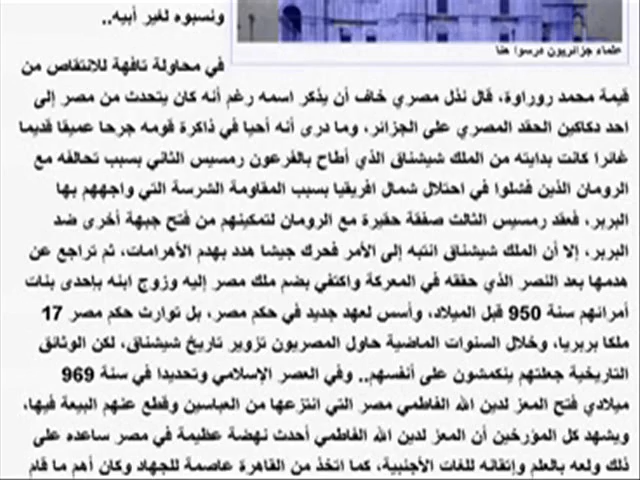 ونسبوه لغير أبيه..
علماء جزائريون درسوا هنا
في محاولة تافهة للانتقاص من
قيمة محمد روراوة، قال نذل مصري خاف أن يذكر اسمه رغم أنه كان يتحدث من مصر إلى
احد دكاكين الحقد المصري على الجزائر، وما درى أنه أحيا في ذاكرة قومه جرحا عميقا قديما
غائرا كانت بدايته من الملك شيشناق الذي أطاح بالفرعون رمسيس الثاني بسبب تحالفه مع
الرومان الذين فشلوا في احتلال شمال افريقيا بسبب المقاومة الشرسة التي واجههم بها
البربر، فعقد رمسيس الثالث صفقة حقيرة مع الرومان لتمكينهم من فتح جبهة أخرى ضد
البربر، إلا أن الملك شيشناق انتبه إلى الأمر فحرك جيشا هدد بهدم الأهرامات، ثم تراجع عن
هدمها بعد النصر الذي حققه في المعركة واكتفي بضم ملك مصر إليه وزوج ابنه بإحدى بنات
أمرائهم سنة 950 قبل الميلاد، وأسس لعهد جديد في حكم مصر، بل توارث حكم مصر 17
ملكا بربريا، وخلال السنوات الماضية حاول المصريون تزوير تاريخ شيشناق، لكن الوثائق
التاريخية جعلتهم ينكمشون على أنفسهم.. وفي العصر الإسلامي وتحديدا في سنة 969
ميلادي فتح المعز لدين الله الفاطمي مصر التي انتزعها من العباسين وقطع عنهم البيعة فيها،
ويشهد كل المؤرخين أن المعز لدين الله الفاطمي أحدث نهضة عظيمة في مصر ساعده على
ذلك ولعه بالعلم وإتقانه للغات الأجنبية، كما اتخذ من القاهرة عاصمة للجهاد وكان أهم ما قام